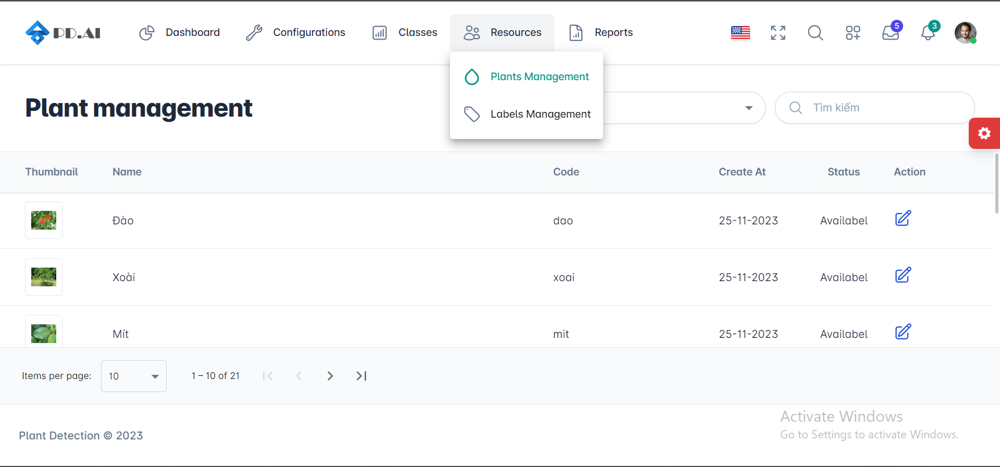 PD.AI
Dashboard
Configurations
Classes
Resources
Reports
5
3
Plants Management
Labels Management
Plant management
Tìm kiếm
Thumbnail Name Code Create At Status Action
Đào dao 25-11-2023 Availabel
Xoài xoai 25-11-2023 Availabel
Mít mit 25-11-2023 Availabel
Items per page: 10 1 – 10 of 21
Activate Windows
Go to Settings to activate Windows.
Plant Detection © 2023